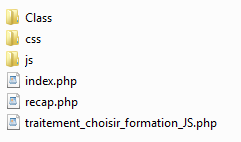 Class
css
js
index.php
recap.php
traitement_choisir_formation_JS.php